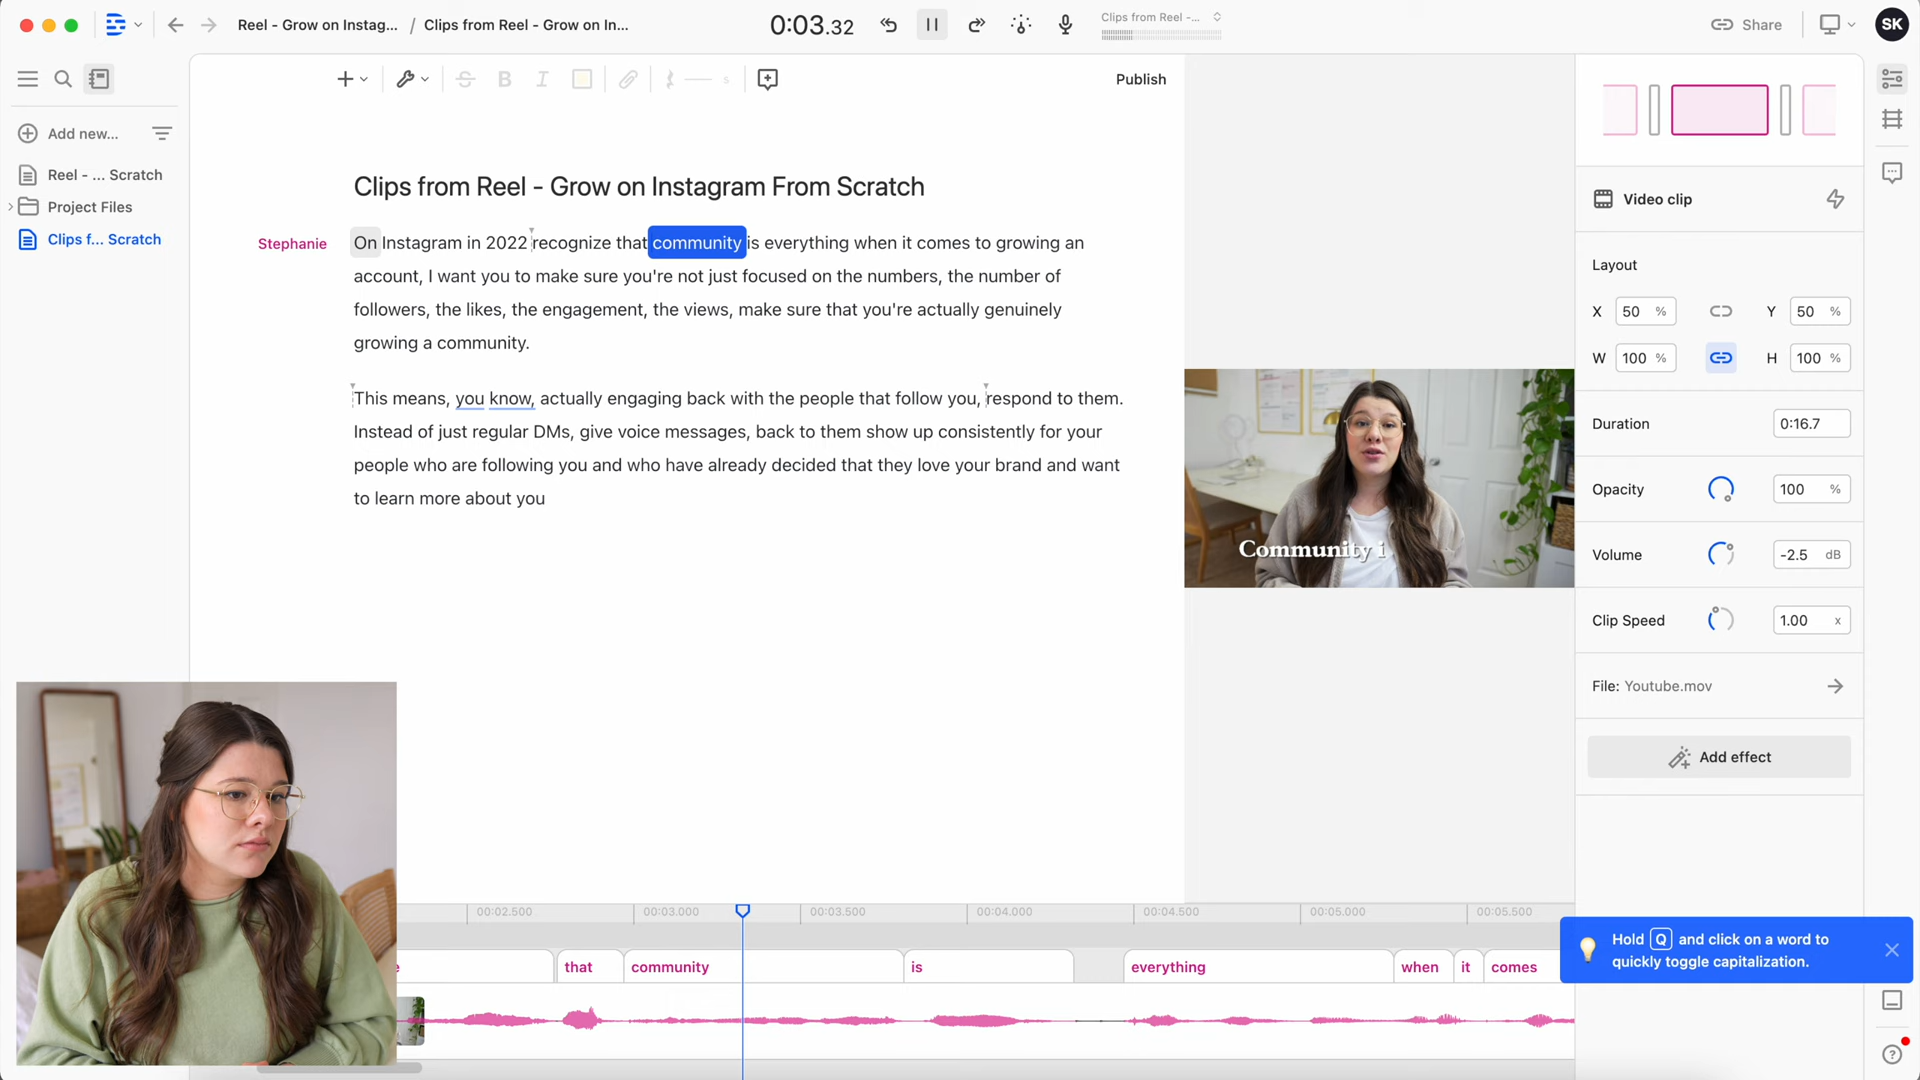 Reel - Grow on Instag... / Clips from Reel - Grow on In...
0:03.32
Clips from Reel -...
Share
SK
Publish
Add new...
Reel - ... Scratch
Project Files
Clips f... Scratch
Clips from Reel - Grow on Instagram From Scratch
Stephanie
On Instagram in 2022 recognize that community is everything when it comes to growing an
account, I want you to make sure you're not just focused on the numbers, the number of
followers, the likes, the engagement, the views, make sure that you're actually genuinely
growing a community.
This means, you know, actually engaging back with the people that follow you, respond to them.
Instead of just regular DMs, give voice messages, back to them show up consistently for your
people who are following you and who have already decided that they love your brand and want
to learn more about you
Community i
Video clip
Layout
X 50 % Y 50 %
W 100 % H 100 %
Duration 0:16.7
Opacity 100 %
Volume -2.5 dB
Clip Speed 1.00 x
File: Youtube.mov
Add effect
00:02.500 00:03.000 00:03.500 00:04.000 00:04.500 00:05.000 00:05.500
e that community is everything when it comes
Hold Q and click on a word to
quickly toggle capitalization.